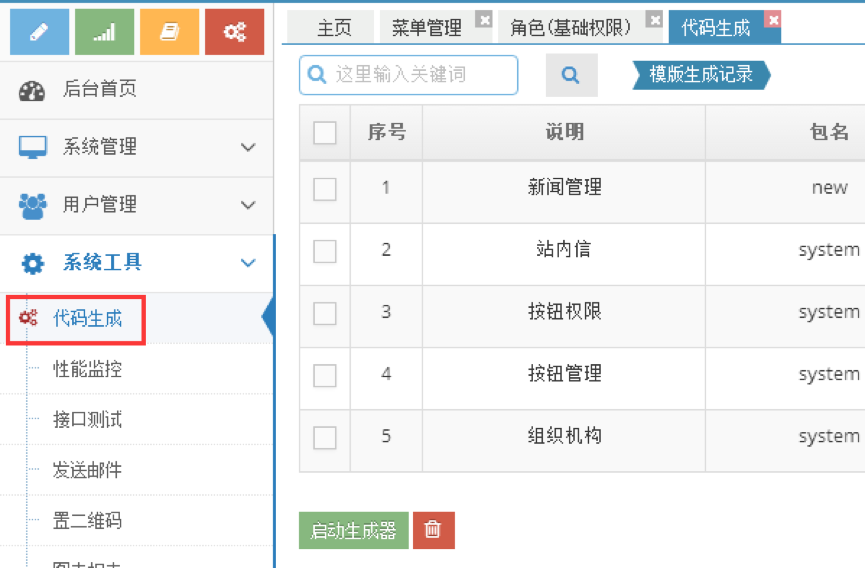 主页
菜单管理
角色(基础权限)
代码生成
后台首页
系统管理
用户管理
系统工具
代码生成
性能监控
接口测试
发送邮件
置二维码
这里输入关键词
模版生成记录
序号 说明 包名
1 新闻管理 new
2 站内信 system
3 按钮权限 system
4 按钮管理 system
5 组织机构 system
启动生成器